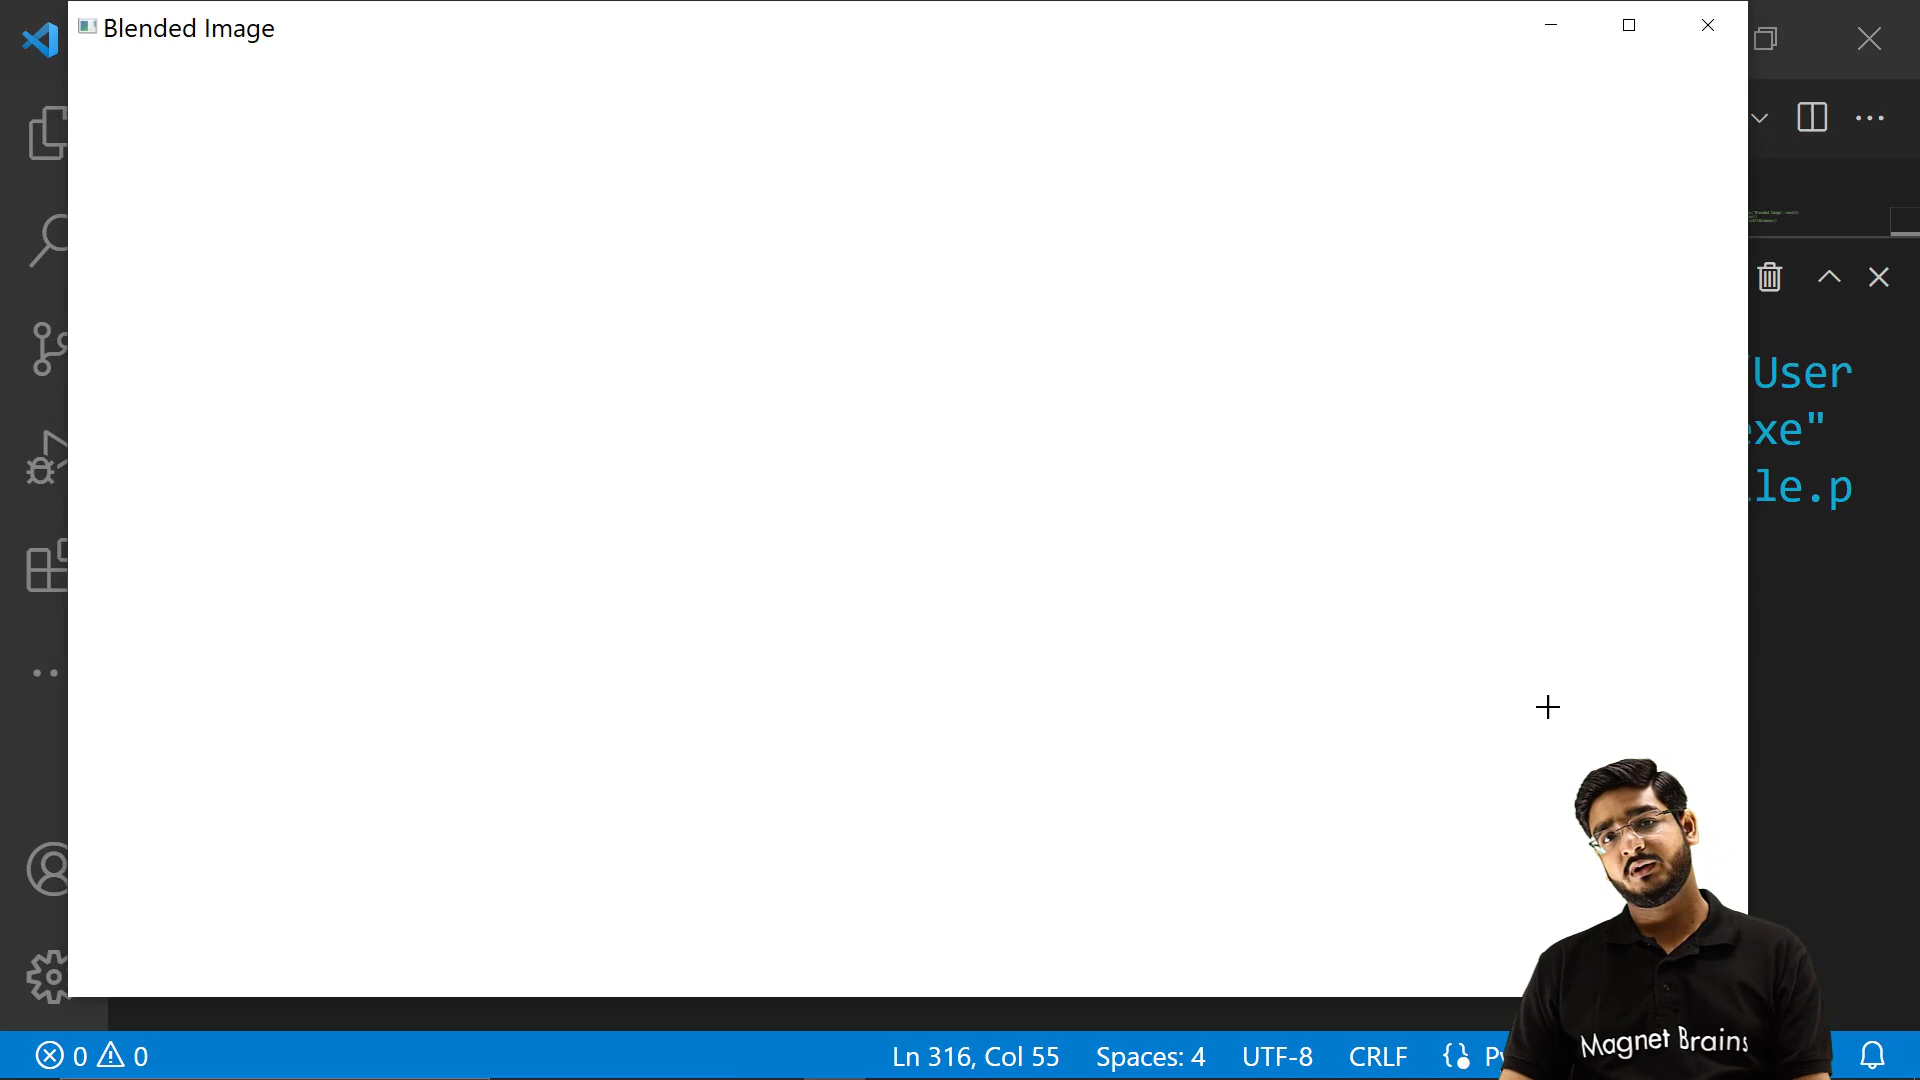 Blended Image
User
xe"
le.p
0 0
Ln 316, Col 55 Spaces: 4 UTF-8 CRLF
Magnet Brains